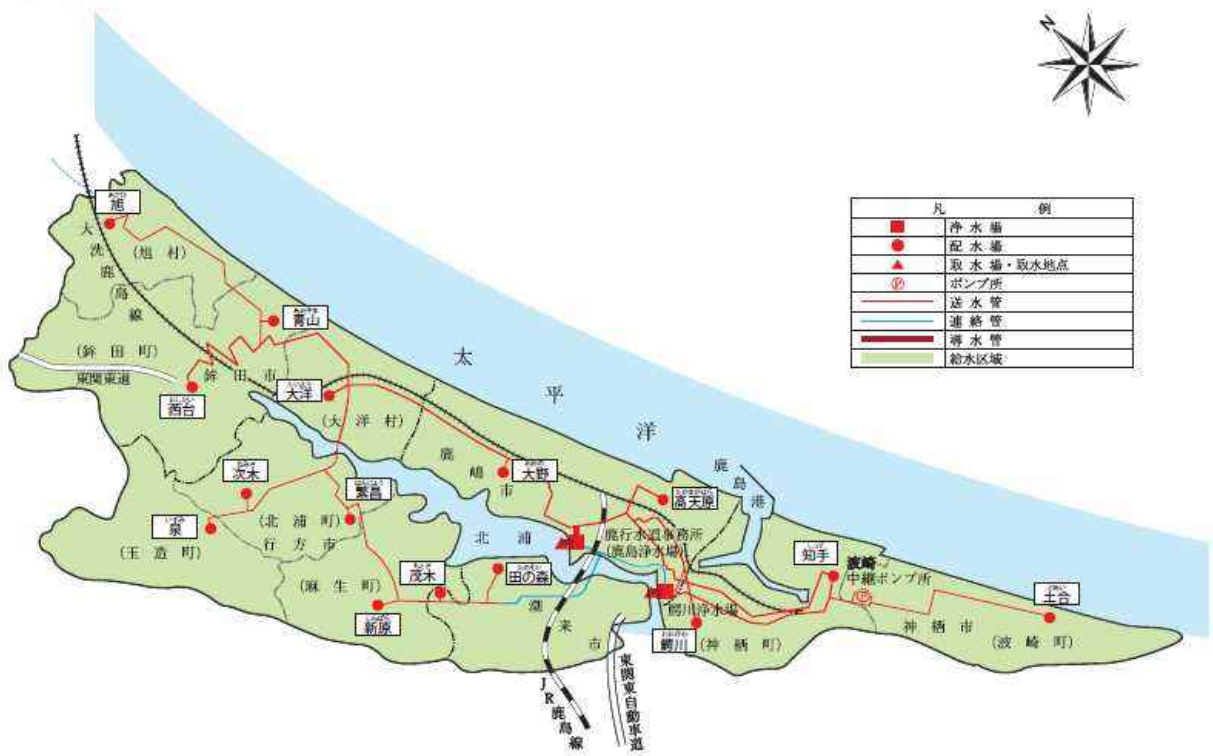 N
凡例
浄水場
配水場
取水場・取水地点
ポンプ所
送水管
連絡管
導水管
給水区域
太平洋
旭
(旭村)
大洗鹿島線
青山
(鉾田町)
東関東道
鉾田市
西台
大洋
(大洋村)
鹿嶋市
大野
高天原
鹿島港
次木
繁昌
泉
(北浦町)
行方市
(玉造町)
北浦
鹿行水道事務所
(鹿島浄水場)
知手
波崎
中継ポンプ所
土合
(麻生町)
茂木
田の森
新原
潮来市
鰐川浄水場
鰐川
(神栖町)
神栖市
(波崎町)
JR鹿島線
東関東自動車道